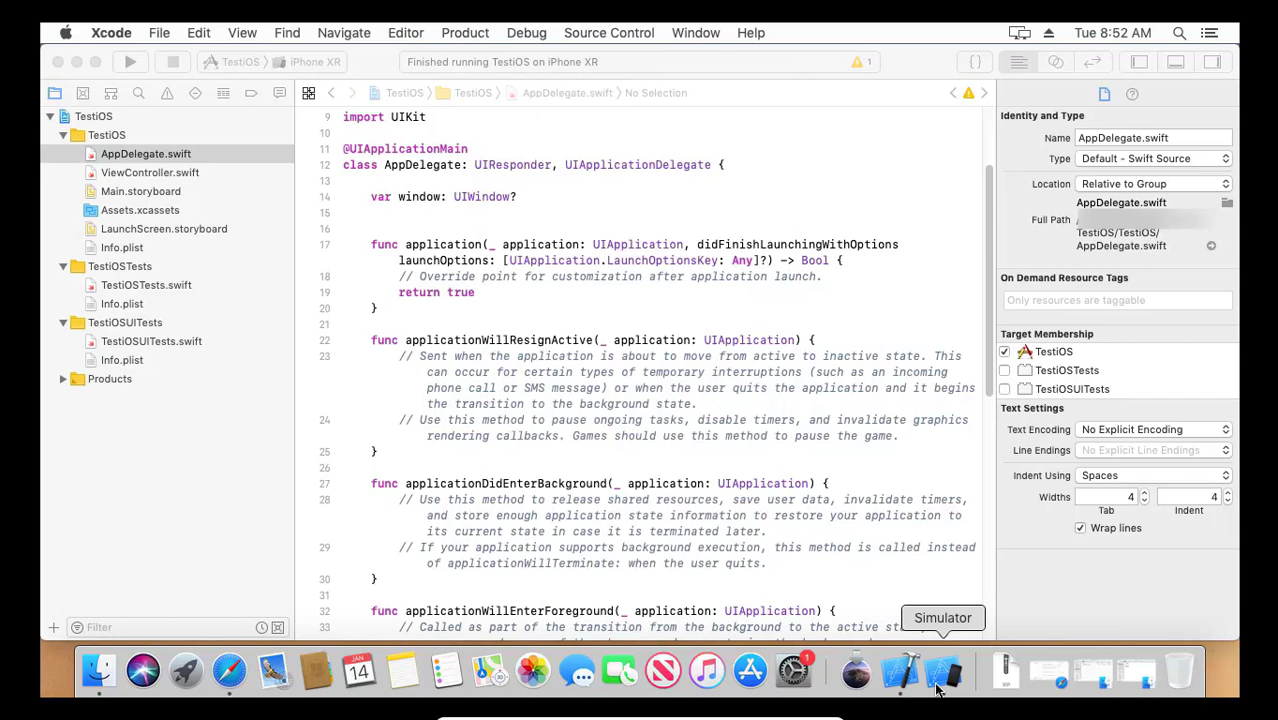 Xcode File Edit View Find Navigate Editor Product Debug Source Control Window Help Tue 8:52 AM
TestiOS iPhone XR Finished running TestiOS on iPhone XR 1
TestiOS TestiOS AppDelegate.swift No Selection
TestiOS
TestiOS
AppDelegate.swift
ViewController.swift
Main.storyboard
Assets.xcassets
LaunchScreen.storyboard
Info.plist
TestiOSTests
TestiOSTests.swift
Info.plist
TestiOSUITests
TestiOSUITests.swift
Info.plist
Products
Filter
9 import UIKit
10
11 @UIApplicationMain
12 class AppDelegate: UIResponder, UIApplicationDelegate {
13
14 var window: UIWindow?
15
16
17 func application(_ application: UIApplication, didFinishLaunchingWithOptions
launchOptions: [UIApplication.LaunchOptionsKey: Any]?) -> Bool {
18 // Override point for customization after application launch.
19 return true
20 }
21
22 func applicationWillResignActive(_ application: UIApplication) {
23 // Sent when the application is about to move from active to inactive state. This
can occur for certain types of temporary interruptions (such as an incoming
phone call or SMS message) or when the user quits the application and it begins
the transition to the background state.
24 // Use this method to pause ongoing tasks, disable timers, and invalidate graphics
rendering callbacks. Games should use this method to pause the game.
25 }
26
27 func applicationDidEnterBackground(_ application: UIApplication) {
28 // Use this method to release shared resources, save user data, invalidate timers,
and store enough application state information to restore your application to
its current state in case it is terminated later.
29 // If your application supports background execution, this method is called instead
of applicationWillTerminate: when the user quits.
30 }
31
32 func applicationWillEnterForeground(_ application: UIApplication) {
33 // Called as part of the transition from the background to the active
Identity and Type
Name AppDelegate.swift
Type Default - Swift Source
Location Relative to Group
AppDelegate.swift
Full Path /
TestiOS/TestiOS/
AppDelegate.swift
On Demand Resource Tags
Only resources are taggable
Target Membership
TestiOS
TestiOSTests
TestiOSUITests
Text Settings
Text Encoding No Explicit Encoding
Line Endings No Explicit Line Endings
Indent Using Spaces
Widths 4 4
Tab Indent
Wrap lines
Simulator
JAN
14
1